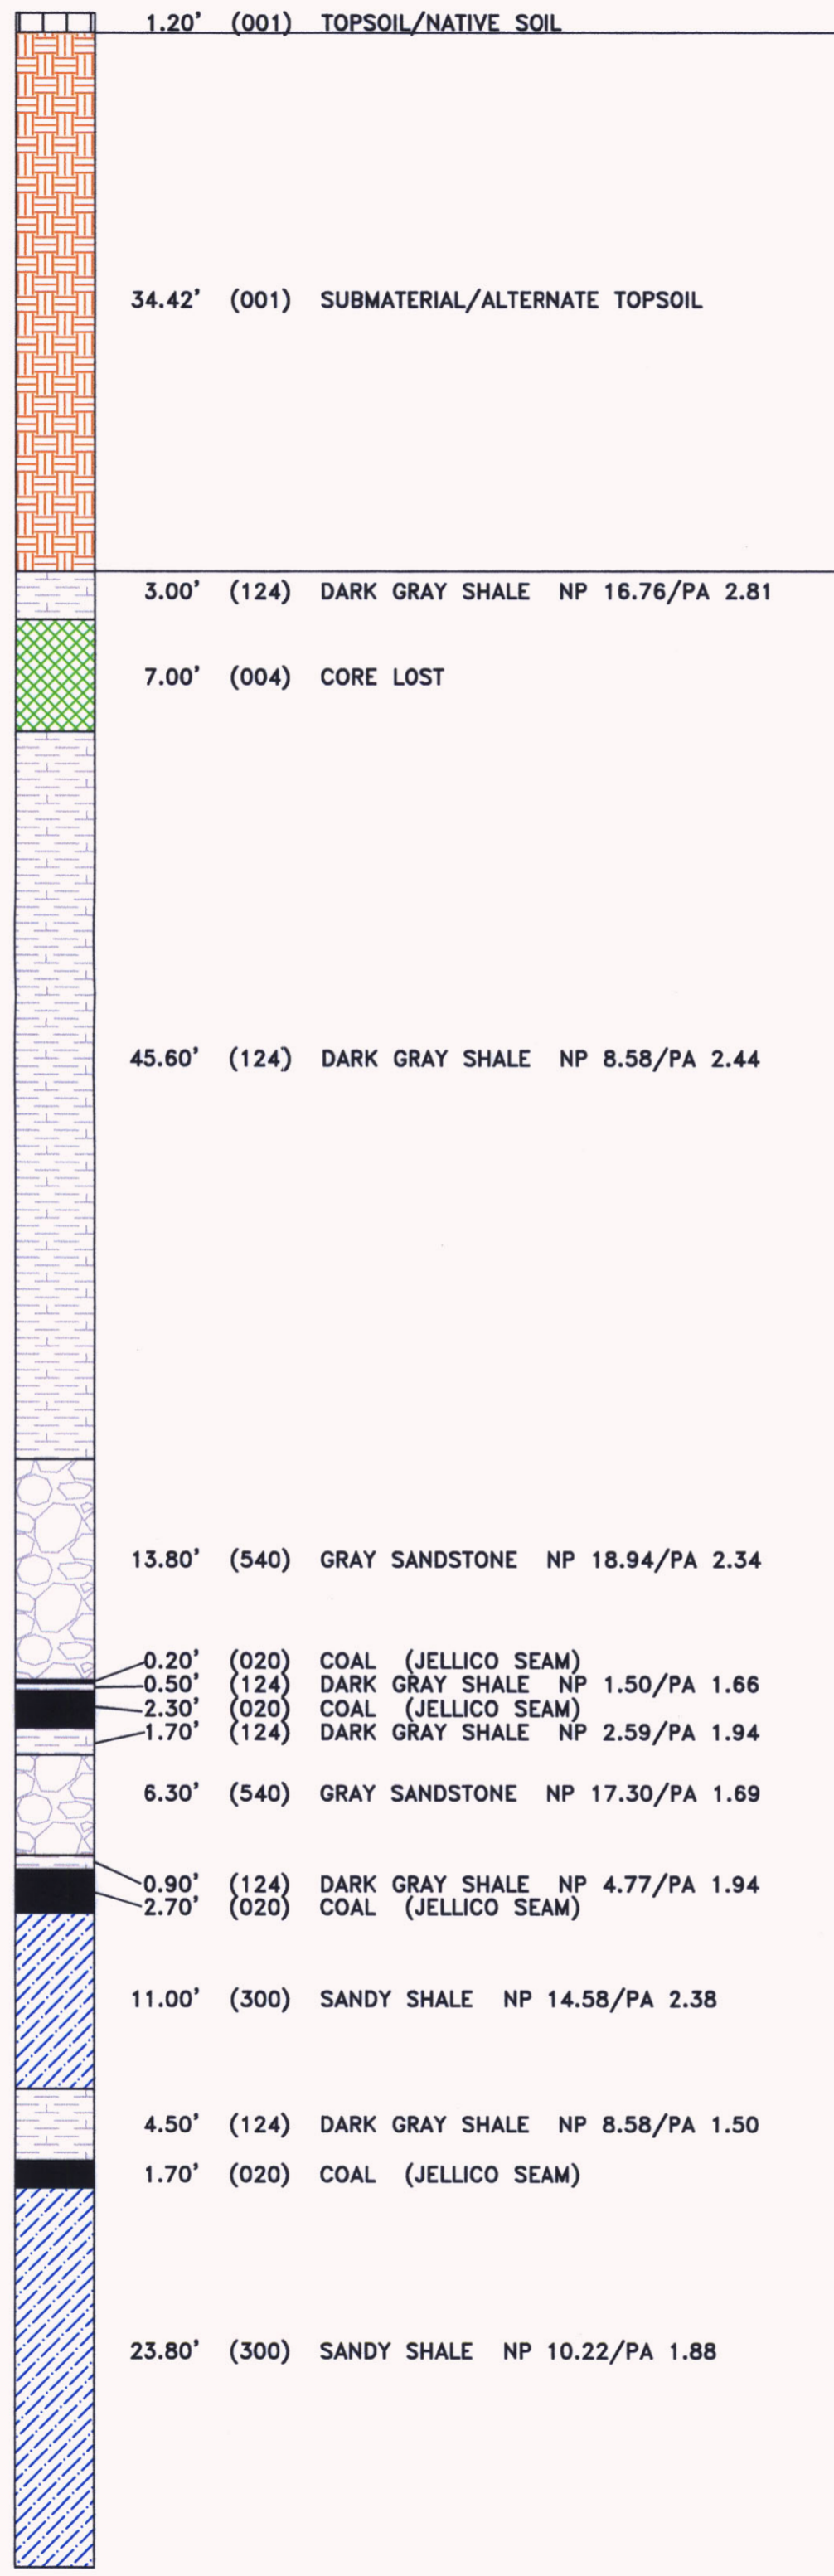 1.20' (001) TOPSOIL/NATIVE SOIL
34.42' (001) SUBMATERIAL/ALTERNATE TOPSOIL
3.00' (124) DARK GRAY SHALE NP 16.76/PA 2.81
7.00' (004) CORE LOST
45.60' (124) DARK GRAY SHALE NP 8.58/PA 2.44
13.80' (540) GRAY SANDSTONE NP 18.94/PA 2.34
0.20' (020) COAL (JELLICO SEAM)
0.50' (124) DARK GRAY SHALE NP 1.50/PA 1.66
2.30' (020) COAL (JELLICO SEAM)
1.70' (124) DARK GRAY SHALE NP 2.59/PA 1.94
6.30' (540) GRAY SANDSTONE NP 17.30/PA 1.69
0.90' (124) DARK GRAY SHALE NP 4.77/PA 1.94
2.70' (020) COAL (JELLICO SEAM)
11.00' (300) SANDY SHALE NP 14.58/PA 2.38
4.50' (124) DARK GRAY SHALE NP 8.58/PA 1.50
1.70' (020) COAL (JELLICO SEAM)
23.80' (300) SANDY SHALE NP 10.22/PA 1.88